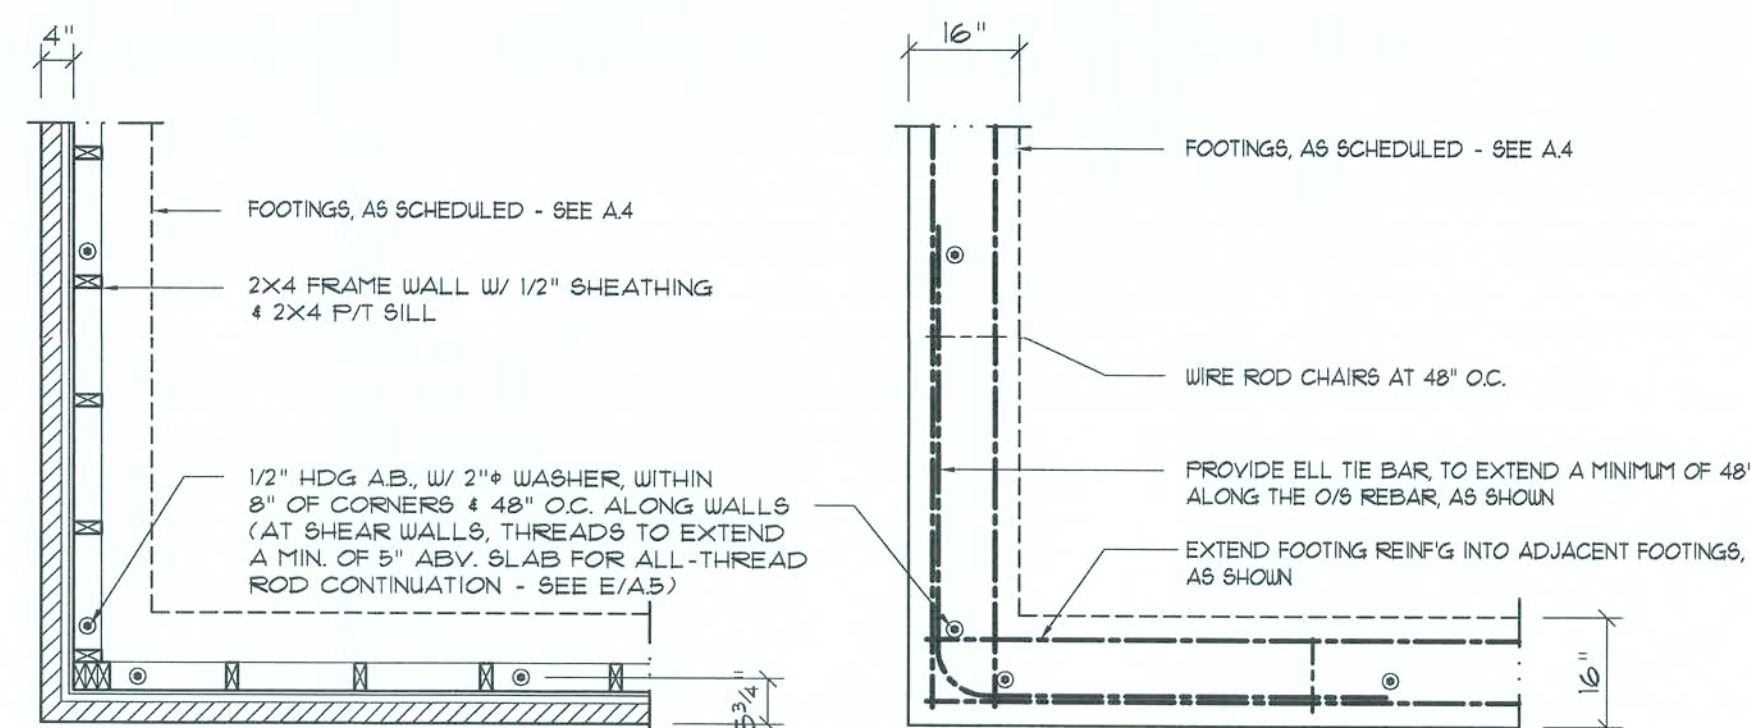 4"
FOOTINGS, AS SCHEDULED - SEE A.4
2X4 FRAME WALL W/ 1/2" SHEATHING
& 2X4 P/T SILL
1/2" HDG A.B., W/ 2"φ WASHER, WITHIN
8" OF CORNERS & 48" O.C. ALONG WALLS
(AT SHEAR WALLS, THREADS TO EXTEND
A MIN. OF 5" ABV. SLAB FOR ALL-THREAD
ROD CONTINUATION - SEE E/A.5)
5 3/4"
16"
FOOTINGS, AS SCHEDULED - SEE A.4
WIRE ROD CHAIRS AT 48" O.C.
PROVIDE ELL TIE BAR, TO EXTEND A MINIMUM OF 48"
ALONG THE O/S REBAR, AS SHOWN
EXTEND FOOTING REINF'G INTO ADJACENT FOOTINGS,
AS SHOWN
16"